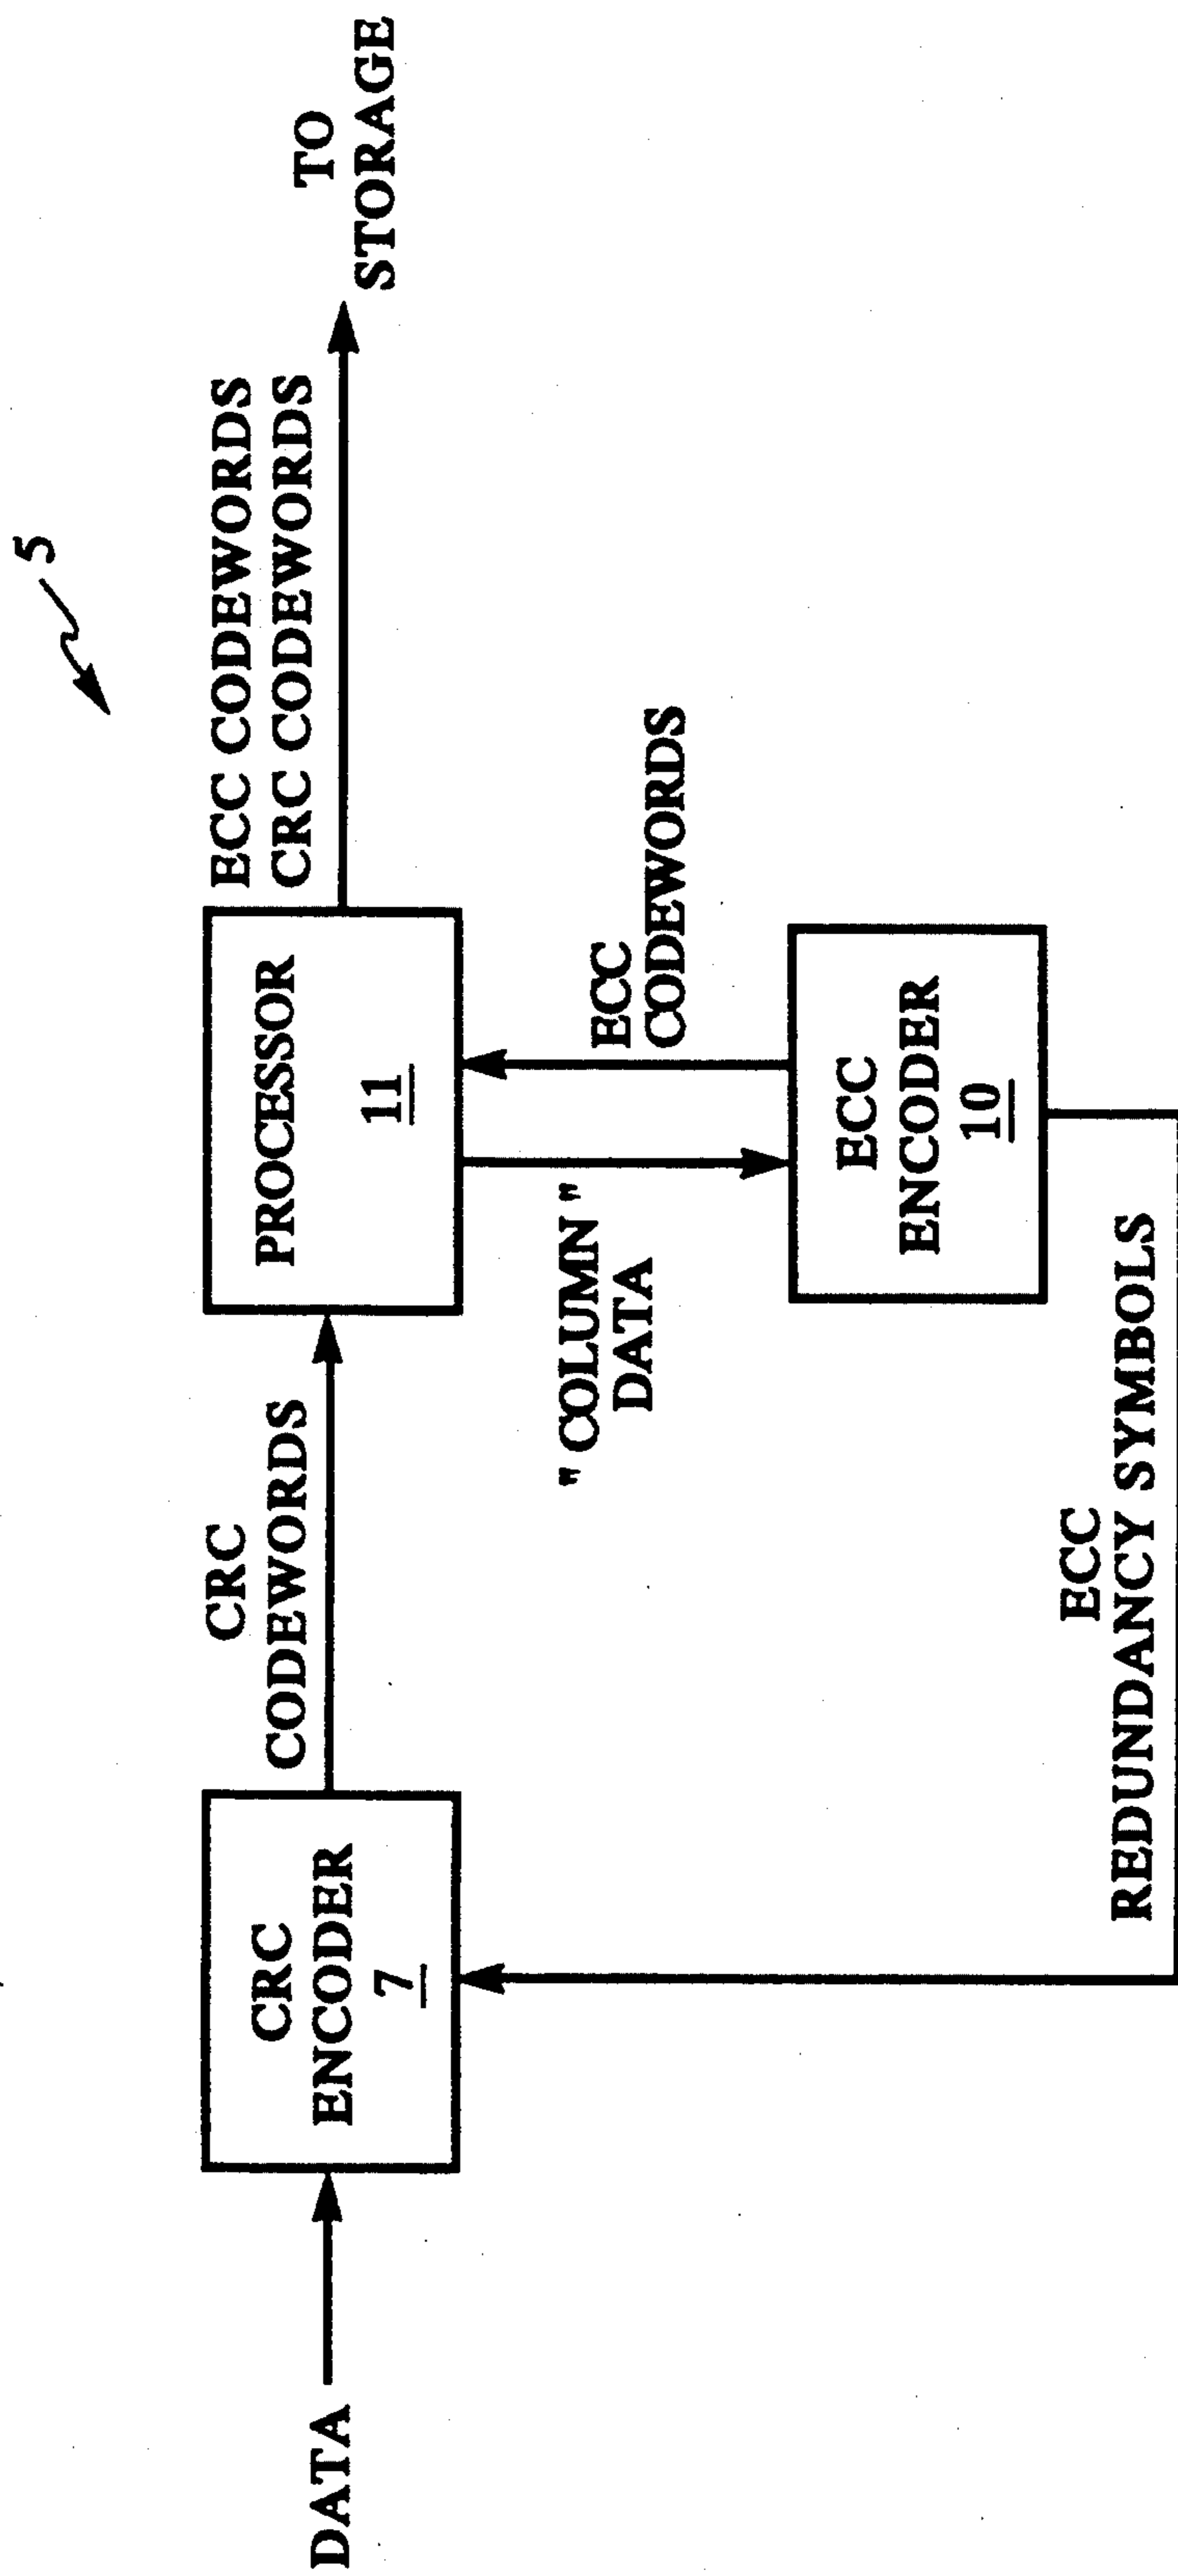 5
DATA
CRC
ENCODER
7
CRC
CODEWORDS
PROCESSOR
11
ECC CODEWORDS
CRC CODEWORDS
TO
STORAGE
" COLUMN "
DATA
ECC
CODEWORDS
ECC
ENCODER
10
ECC
REDUNDANCY SYMBOLS